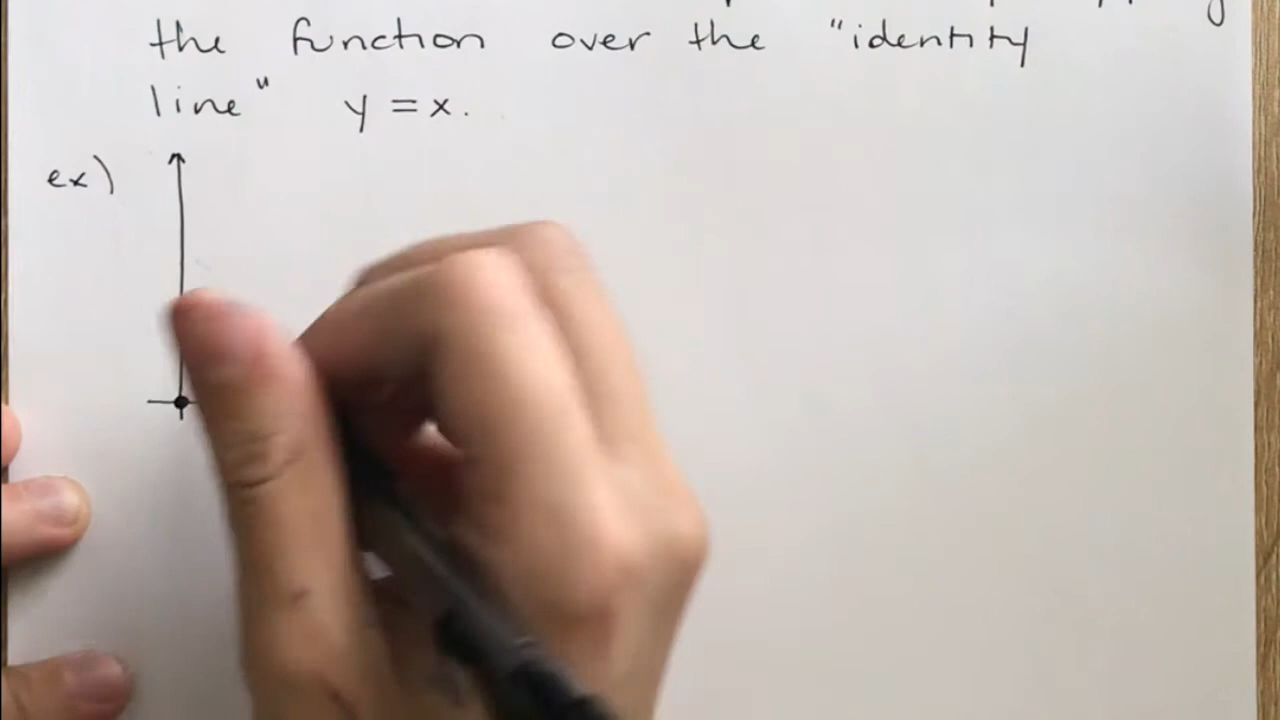 the function over the "identity
line" y = x.
ex)